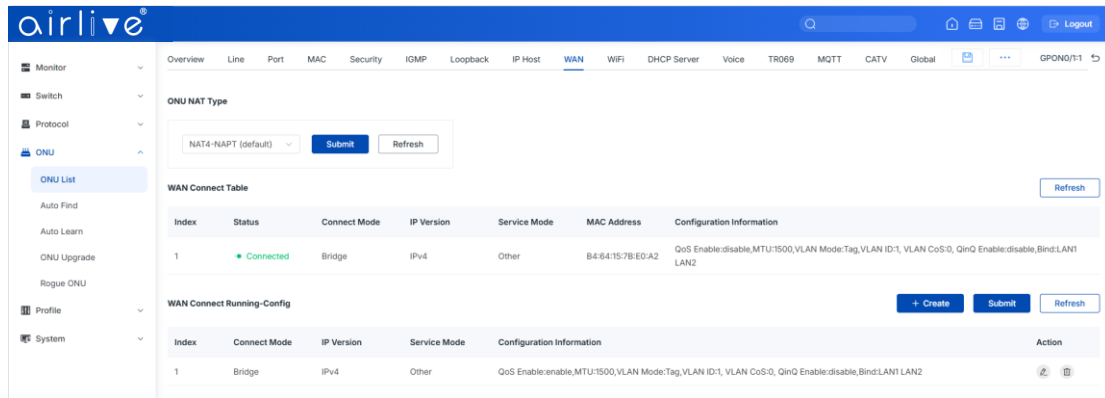 airlive®
Logout
Monitor
Switch
Protocol
ONU
ONU List
Auto Find
Auto Learn
ONU Upgrade
Rogue ONU
Profile
System
Overview Line Port MAC Security IGMP Loopback IP Host WAN WiFi DHCP Server Voice TR069 MQTT CATV Global ... GPON0/1:1
ONU NAT Type
NAT4-NAPT (default) Submit Refresh
WAN Connect Table Refresh
Index Status Connect Mode IP Version Service Mode MAC Address Configuration Information
1 Connected Bridge IPv4 Other B4:64:15:7B:E0:A2 QoS Enable:disable,MTU:1500,VLAN Mode:Tag,VLAN ID:1, VLAN CoS:0, QinQ Enable:disable,Bind:LAN1
LAN2
WAN Connect Running-Config + Create Submit Refresh
Index Connect Mode IP Version Service Mode Configuration Information Action
1 Bridge IPv4 Other QoS Enable:enable,MTU:1500,VLAN Mode:Tag,VLAN ID:1, VLAN CoS:0, QinQ Enable:disable,Bind:LAN1 LAN2